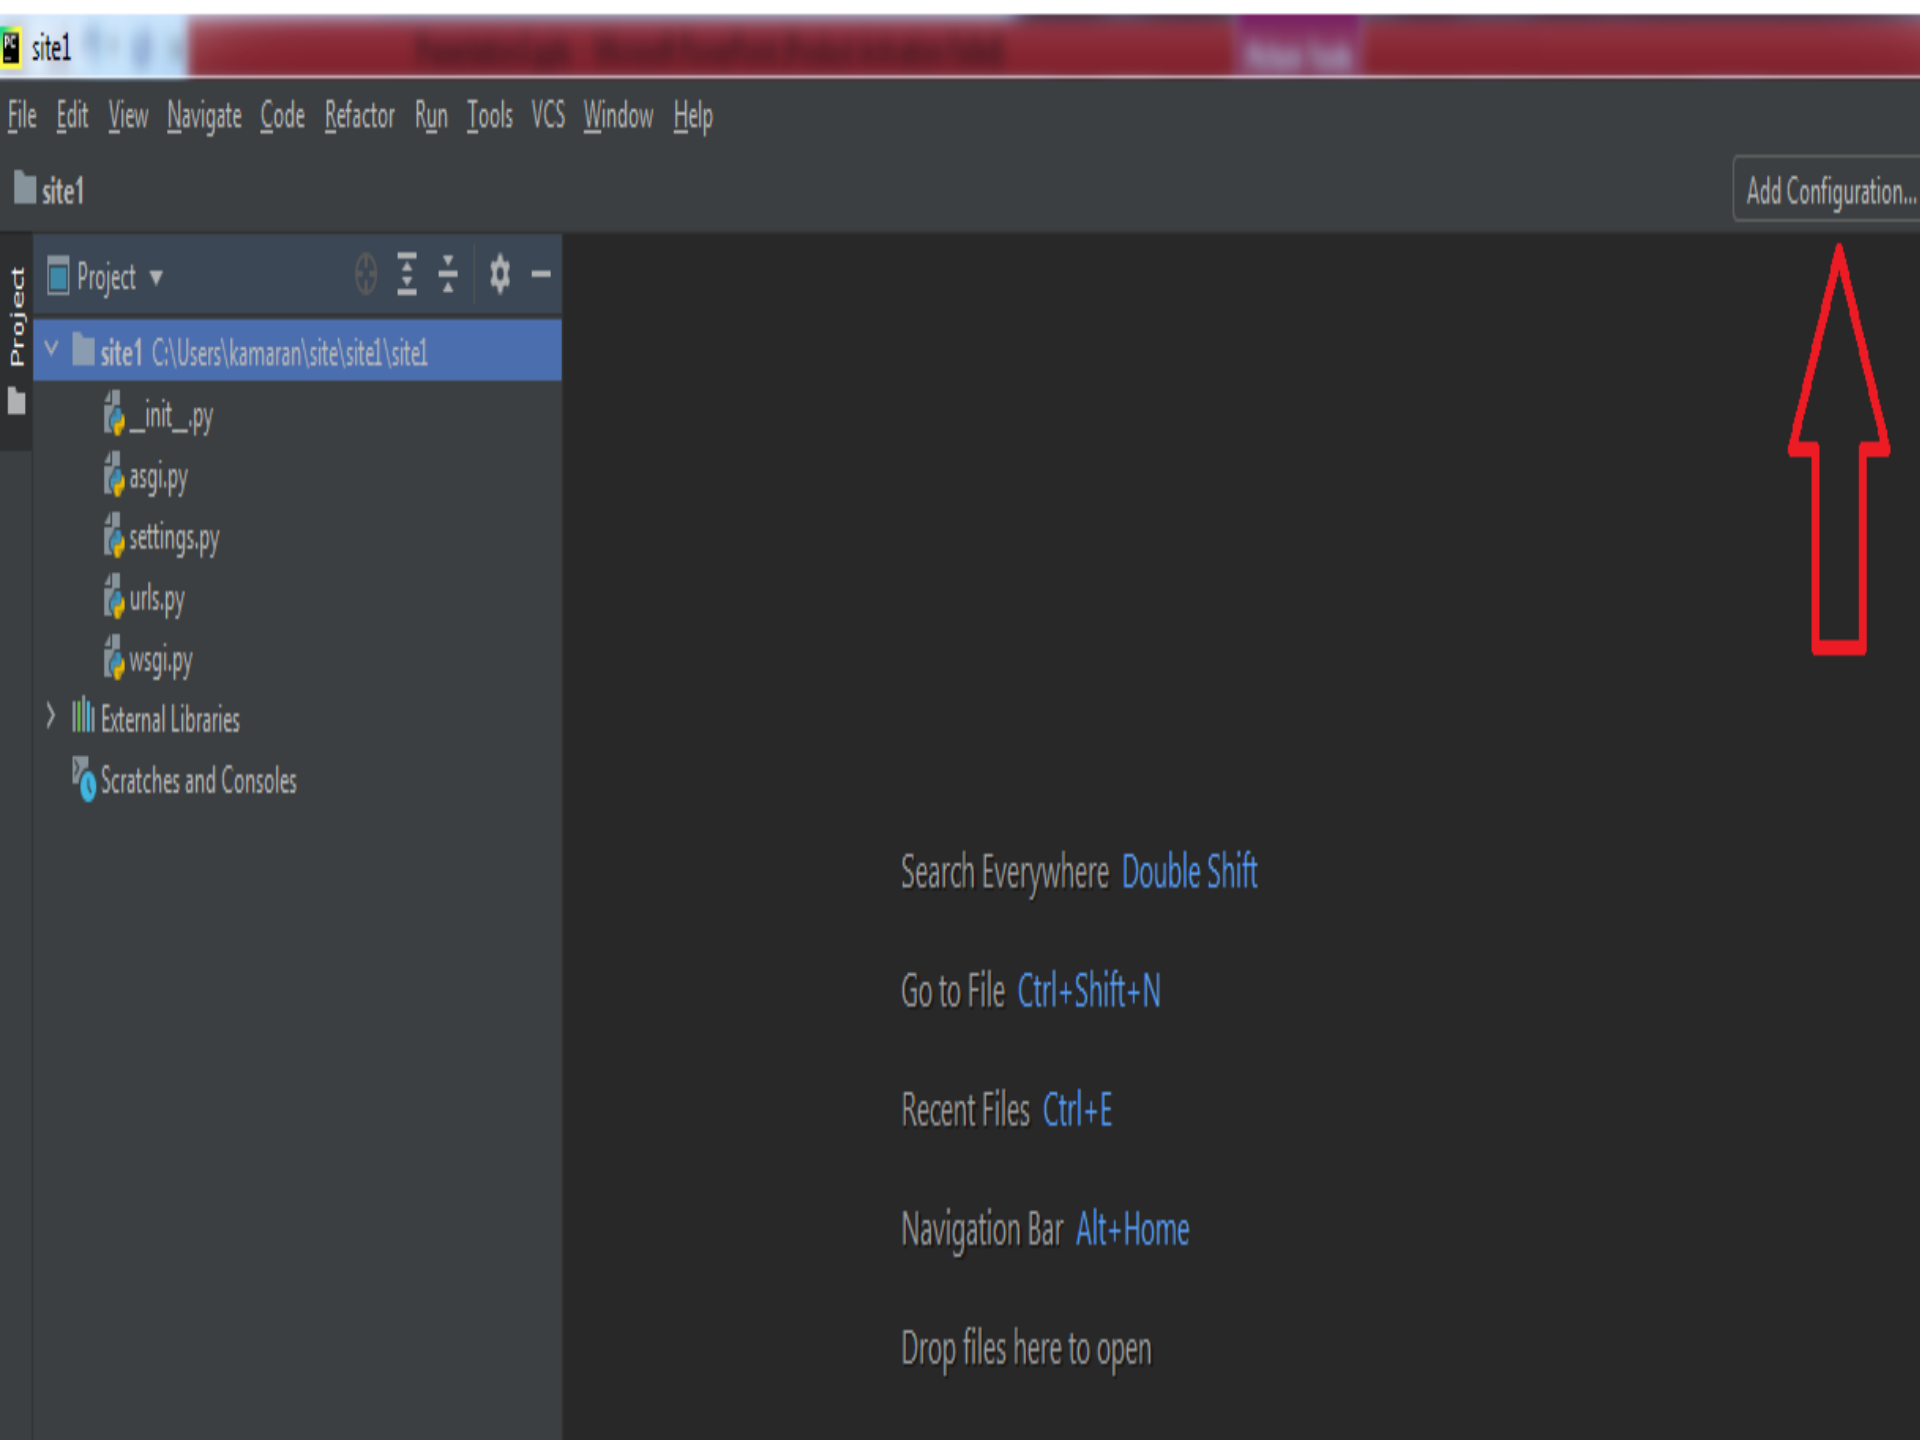 site1
File Edit View Navigate Code Refactor Run Tools VCS Window Help
site1
Add Configuration...
Project
Project
site1 C:\Users\kamaran\site\site1\site1
__init__.py
asgi.py
settings.py
urls.py
wsgi.py
External Libraries
Scratches and Consoles
Search Everywhere Double Shift
Go to File Ctrl+Shift+N
Recent Files Ctrl+E
Navigation Bar Alt+Home
Drop files here to open